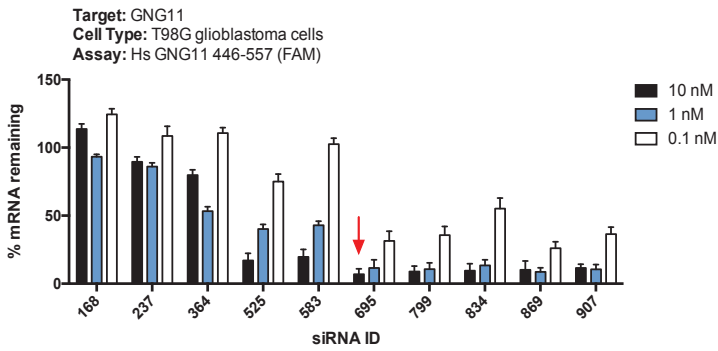 Target: GNG11
Cell Type: T98G glioblastoma cells
Assay: Hs GNG11 446-557 (FAM)
150
100
50
0
% mRNA remaining
10 nM
1 nM
0.1 nM
168 237 364 525 583 695 799 834 869 907
siRNA ID